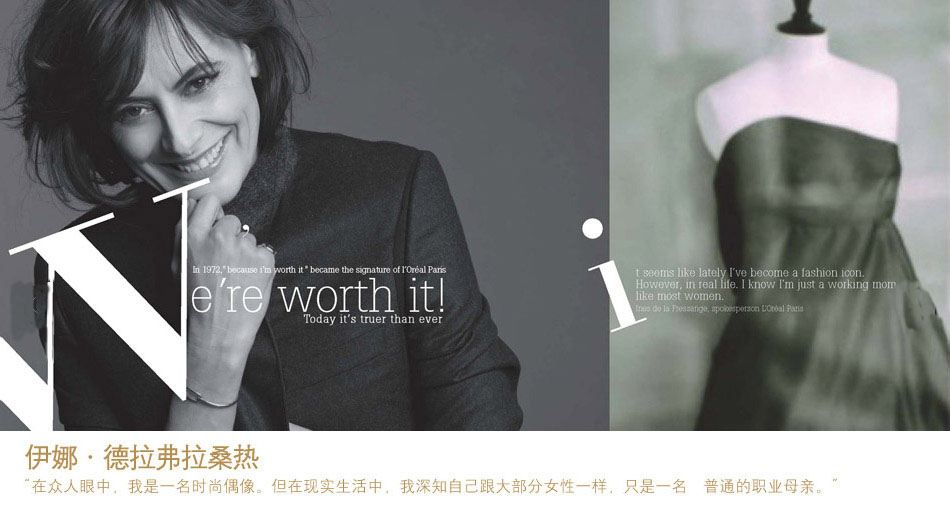 In 1972," because i'm worth it " became the signature of l'Oréal Paris
We're worth it!
Today it's truer than ever
it seems like lately I've become a fashion icon.
However, in real life. I know I'm just a working mom
like most women.
Ines de la Fressange, spokesperson L'Oréal Paris
伊娜·德拉弗拉桑热
“在众人眼中，我是一名时尚偶像。但在现实生活中，我深知自己跟大部分女性一样，只是一名 普通的职业母亲。”